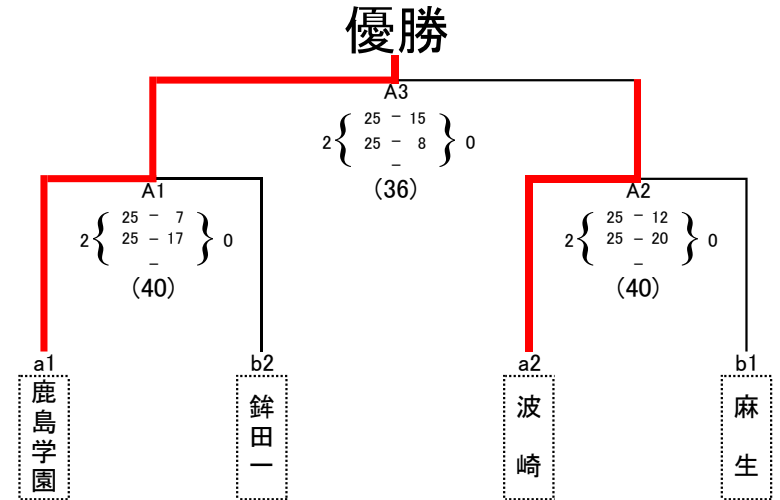 優勝
A3
25 － 15
2 { 25 － 8 } 0
－
(36)
A1
25 － 7
2 { 25 － 17 } 0
－
(40)
A2
25 － 12
2 { 25 － 20 } 0
－
(40)
a1
鹿島学園
b2
鉾田一
a2
波崎
b1
麻生